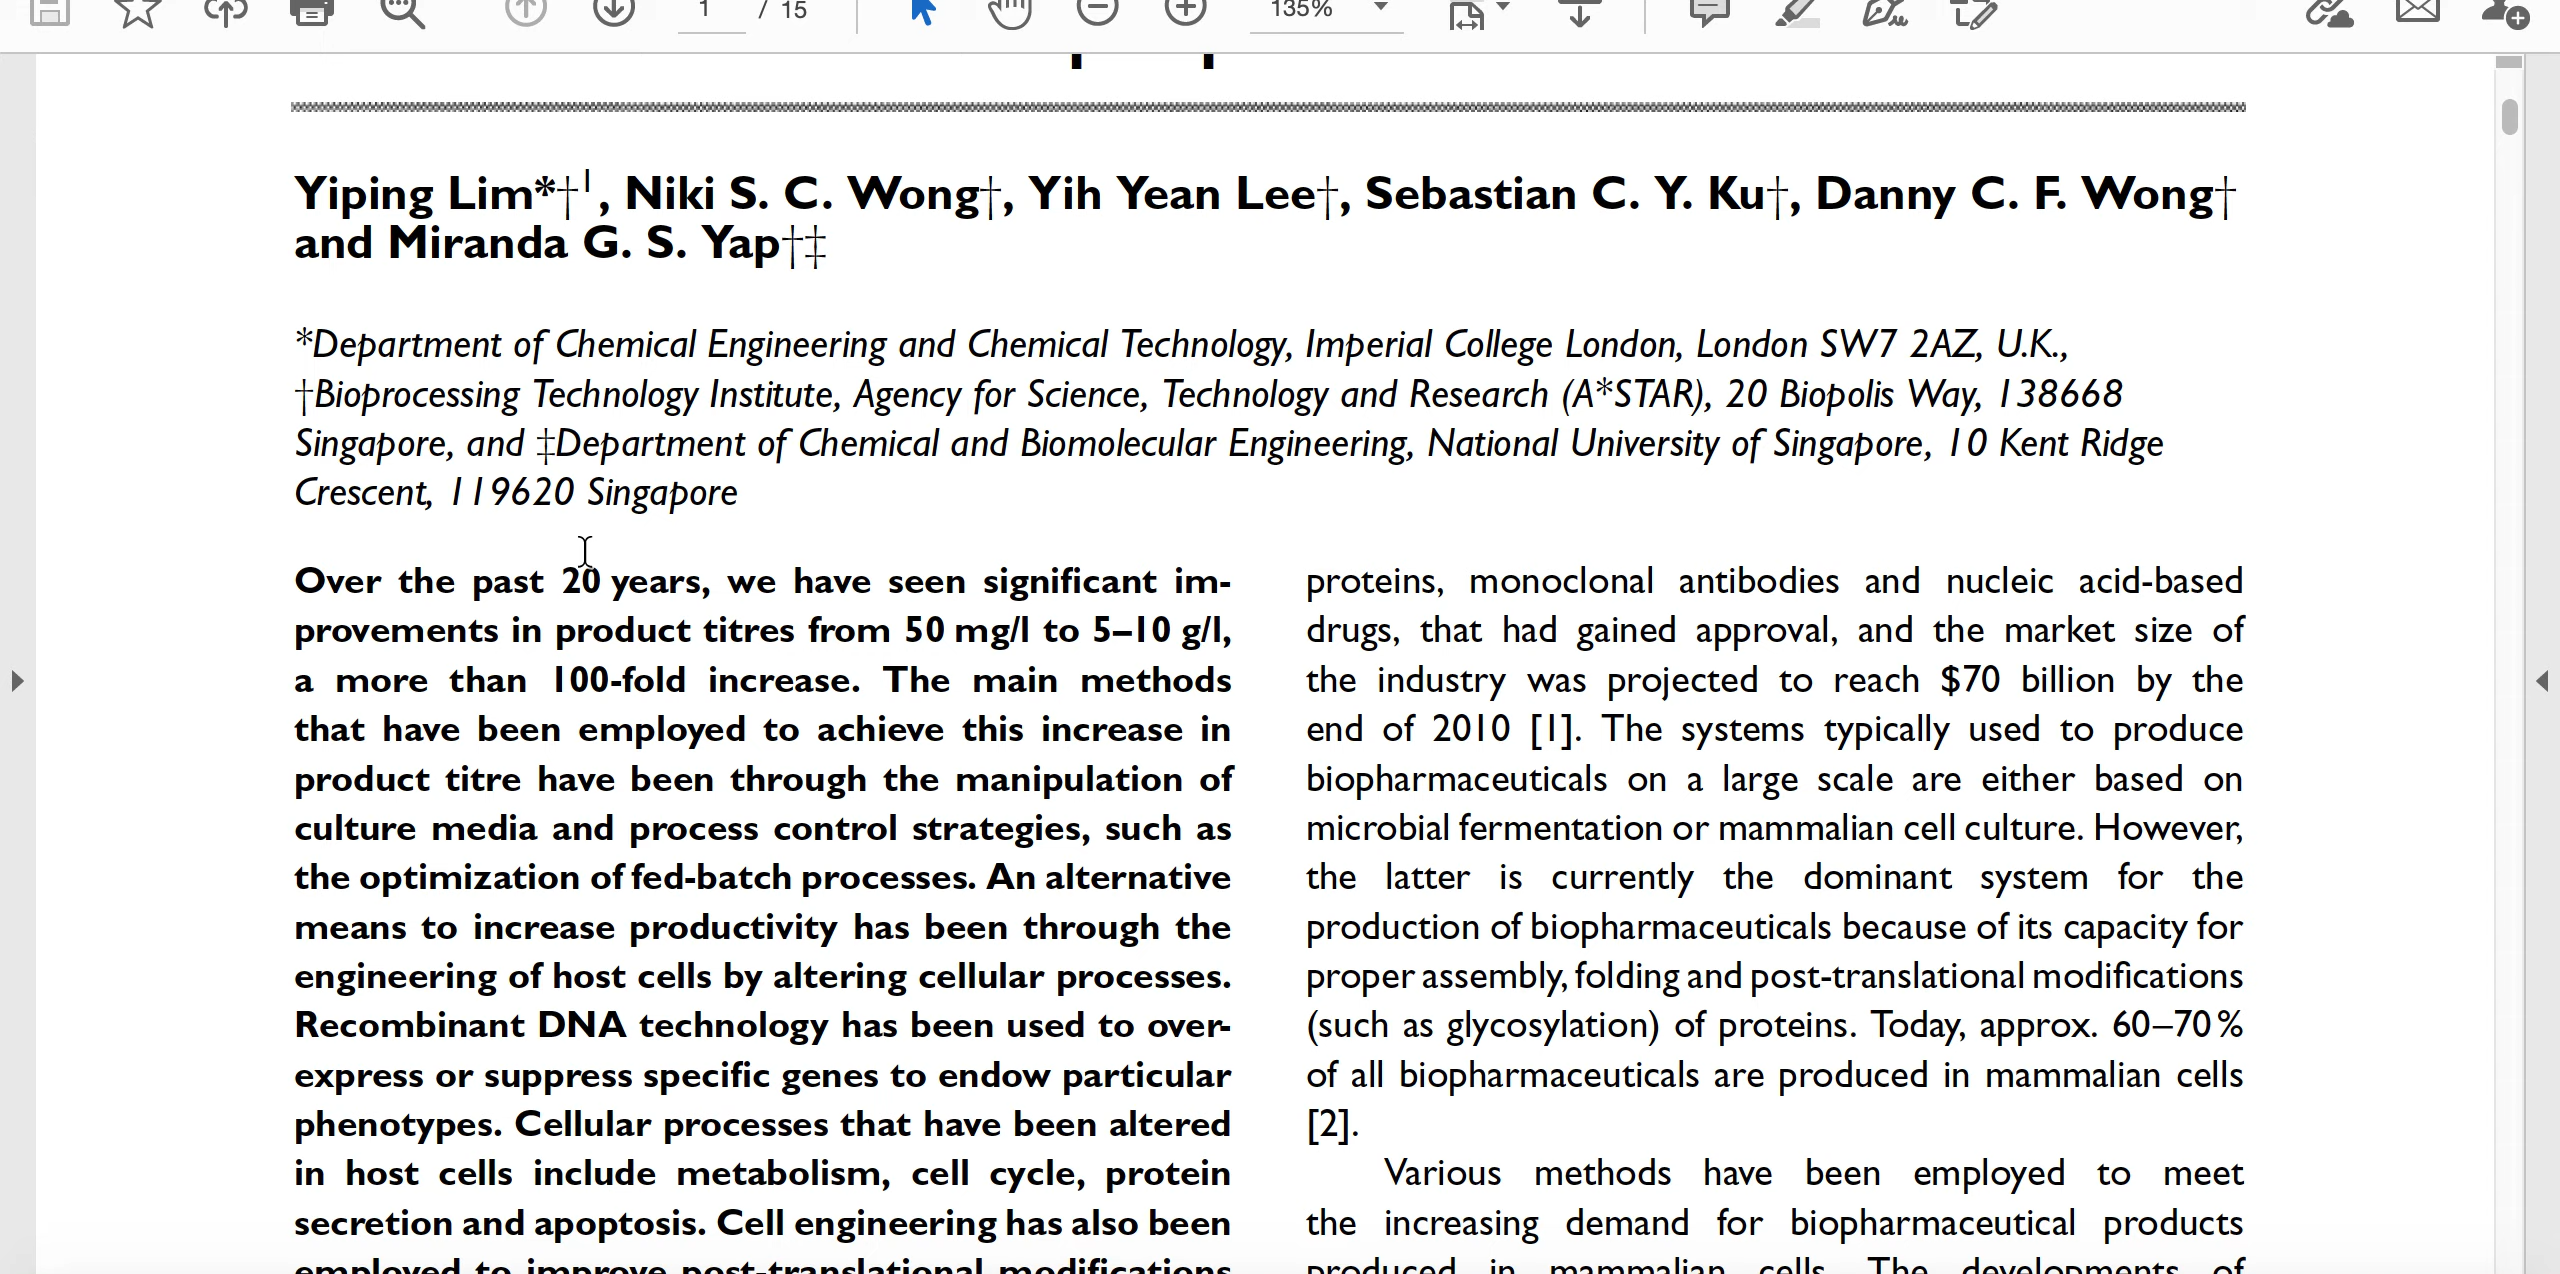 1 / 15
135%
Yiping Lim*†1, Niki S. C. Wong†, Yih Yean Lee†, Sebastian C. Y. Ku†, Danny C. F. Wong†
and Miranda G. S. Yap†‡
*Department of Chemical Engineering and Chemical Technology, Imperial College London, London SW7 2AZ, U.K.,
†Bioprocessing Technology Institute, Agency for Science, Technology and Research (A*STAR), 20 Biopolis Way, 138668
Singapore, and ‡Department of Chemical and Biomolecular Engineering, National University of Singapore, 10 Kent Ridge
Crescent, 119620 Singapore
Over the past 20 years, we have seen significant im-
provements in product titres from 50 mg/l to 5–10 g/l,
a more than 100-fold increase. The main methods
that have been employed to achieve this increase in
product titre have been through the manipulation of
culture media and process control strategies, such as
the optimization of fed-batch processes. An alternative
means to increase productivity has been through the
engineering of host cells by altering cellular processes.
Recombinant DNA technology has been used to over-
express or suppress specific genes to endow particular
phenotypes. Cellular processes that have been altered
in host cells include metabolism, cell cycle, protein
secretion and apoptosis. Cell engineering has also been
employed to improve post-translational modifications
proteins, monoclonal antibodies and nucleic acid-based
drugs, that had gained approval, and the market size of
the industry was projected to reach $70 billion by the
end of 2010 [1]. The systems typically used to produce
biopharmaceuticals on a large scale are either based on
microbial fermentation or mammalian cell culture. However,
the latter is currently the dominant system for the
production of biopharmaceuticals because of its capacity for
proper assembly, folding and post-translational modifications
(such as glycosylation) of proteins. Today, approx. 60–70%
of all biopharmaceuticals are produced in mammalian cells
[2].
Various methods have been employed to meet
the increasing demand for biopharmaceutical products
produced in mammalian cells. The developments of